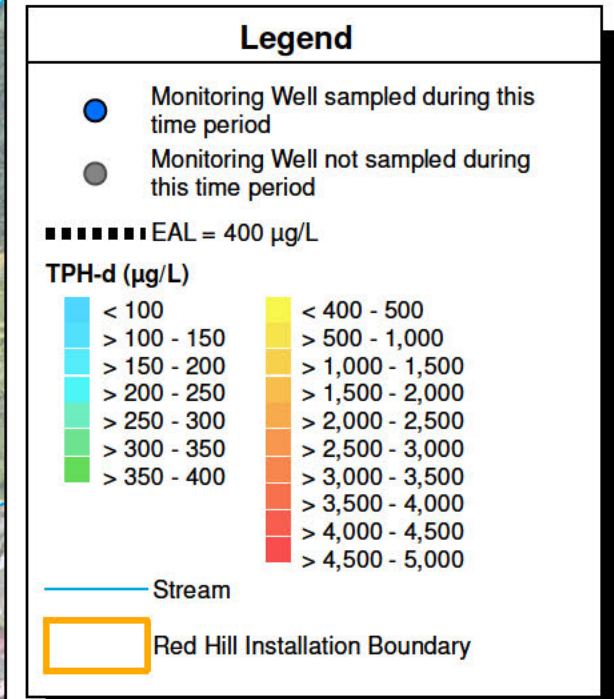 Legend
Monitoring Well sampled during this
time period
Monitoring Well not sampled during
this time period
EAL = 400 µg/L
TPH-d (µg/L)
< 100
> 100 - 150
> 150 - 200
> 200 - 250
> 250 - 300
> 300 - 350
> 350 - 400
< 400 - 500
> 500 - 1,000
> 1,000 - 1,500
> 1,500 - 2,000
> 2,000 - 2,500
> 2,500 - 3,000
> 3,000 - 3,500
> 3,500 - 4,000
> 4,000 - 4,500
> 4,500 - 5,000
Stream
Red Hill Installation Boundary